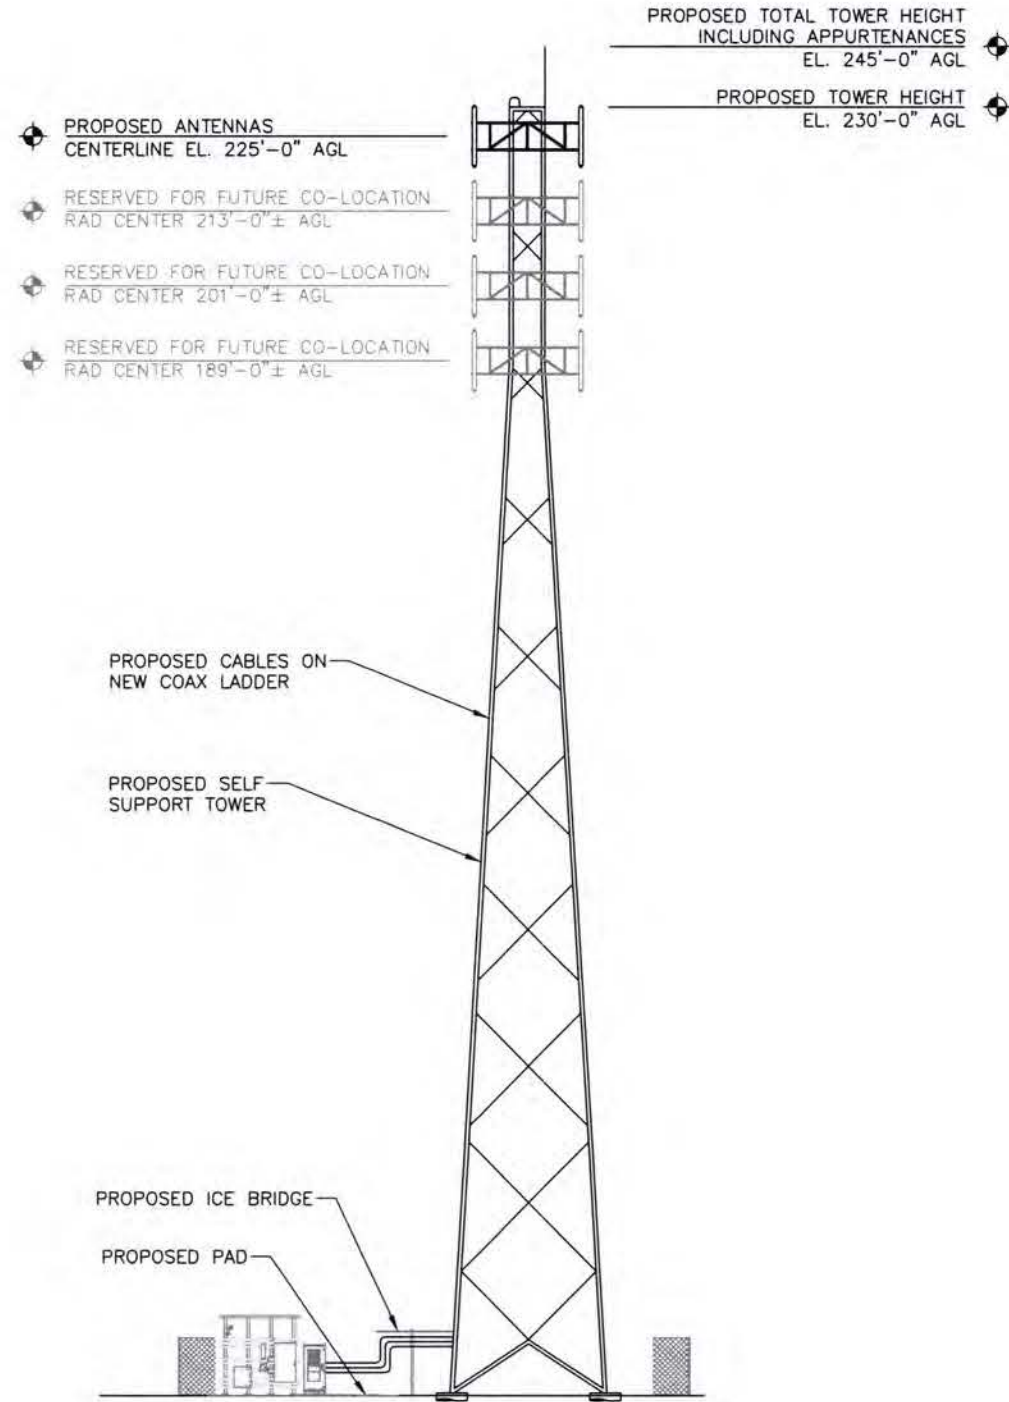 PROPOSED TOTAL TOWER HEIGHT
INCLUDING APPURTENANCES
EL. 245'-0" AGL
PROPOSED TOWER HEIGHT
EL. 230'-0" AGL
PROPOSED ANTENNAS
CENTERLINE EL. 225'-0" AGL
RESERVED FOR FUTURE CO-LOCATION
RAD CENTER 213'-0"± AGL
RESERVED FOR FUTURE CO-LOCATION
RAD CENTER 201'-0"± AGL
RESERVED FOR FUTURE CO-LOCATION
RAD CENTER 189'-0"± AGL
PROPOSED CABLES ON
NEW COAX LADDER
PROPOSED SELF
SUPPORT TOWER
PROPOSED ICE BRIDGE
PROPOSED PAD